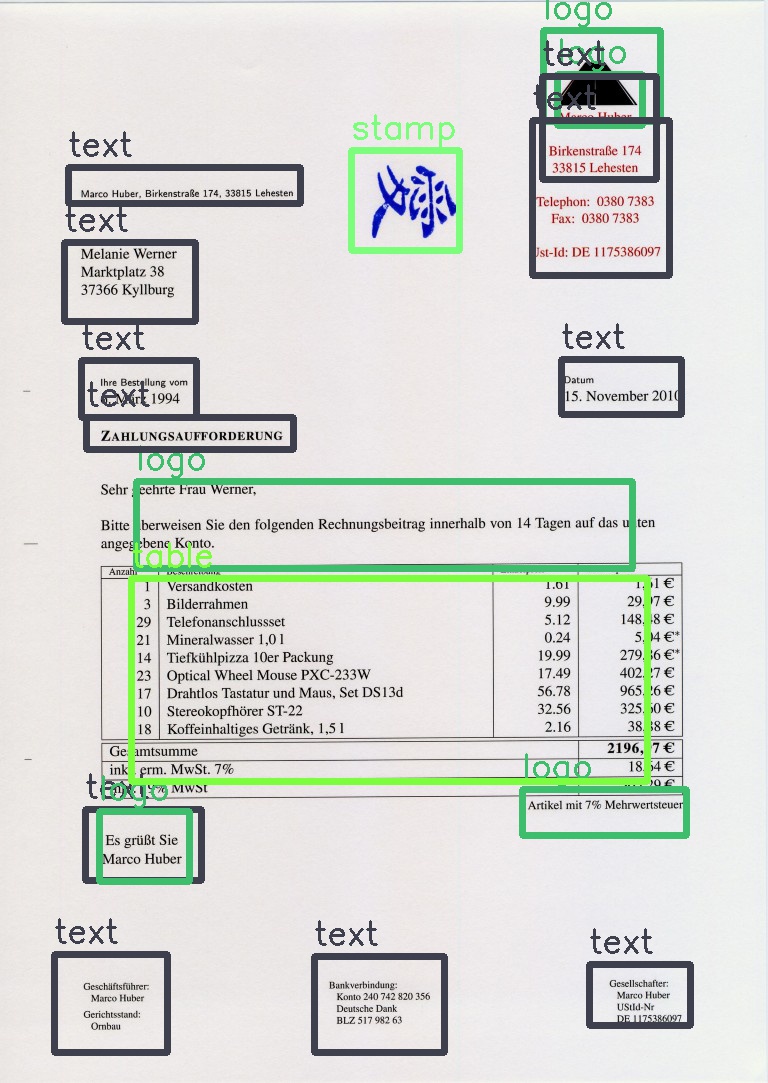 logo
logo
text
text
Marco Huber
Birkenstraße 174
33815 Lehesten
Telephon: 0380 7383
Fax: 0380 7383
Ust-Id: DE 1175386097
stamp
text
Marco Huber, Birkenstraße 174, 33815 Lehesten
text
Melanie Werner
Marktplatz 38
37366 Kyllburg
text
Ihre Bestellung vom
März 1994
text
Datum
15. November 2010
text
ZAHLUNGSAUFFORDERUNG
logo
Sehr geehrte Frau Werner,
Bitte überweisen Sie den folgenden Rechnungsbeitrag innerhalb von 14 Tagen auf das unten
angegebene Konto.
table
Anzahl Beschreibung
1 Versandkosten 1.61 1.61 €
3 Bilderrahmen 9.99 29.97 €
29 Telefonanschlussset 5.12 148.48 €
21 Mineralwasser 1,0 l 0.24 5.04 €*
14 Tiefkühlpizza 10er Packung 19.99 279.86 €*
23 Optical Wheel Mouse PXC-233W 17.49 402.27 €
17 Drahtlos Tastatur und Maus, Set DS13d 56.78 965.26 €
10 Stereokopfhörer ST-22 32.56 325.60 €
18 Koffeinhaltiges Getränk, 1,5 l 2.16 38.88 €
Gesamtsumme 2196,97 €
inkl. erm. MwSt. 7% 18.64 €
MwSt
logo
Artikel mit 7% Mehrwertsteuer
text
logo
Es grüßt Sie
Marco Huber
text
Geschäftsführer:
Marco Huber
Gerichtsstand:
Ornbau
text
Bankverbindung:
Konto 240 742 820 356
Deutsche Dank
BLZ 517 982 63
text
Gesellschafter:
Marco Huber
UStId-Nr
DE 1175386097